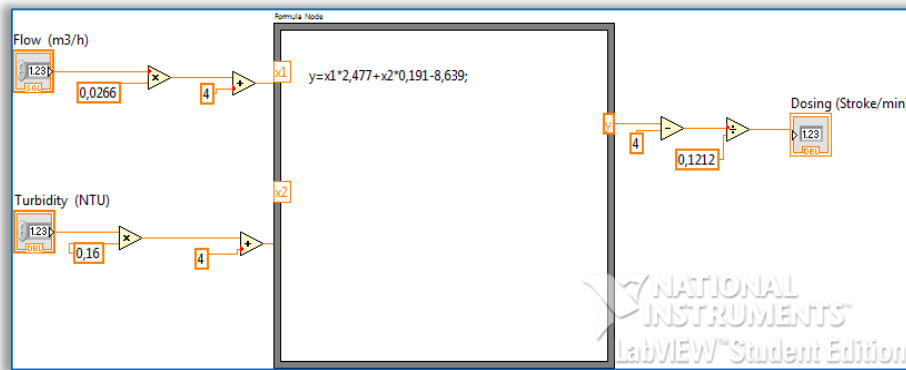 Formula Node
Flow (m3/h)
1.23
SGL
0,0266
4
x1
y=x1*2,477+x2*0,191-8,639;
y
4
0,1212
Dosing (Stroke/min)
1.23
DBL
x2
Turbidity (NTU)
1.23
DBL
0,16
4
NATIONAL
INSTRUMENTS™
LabVIEW™ Student Edition